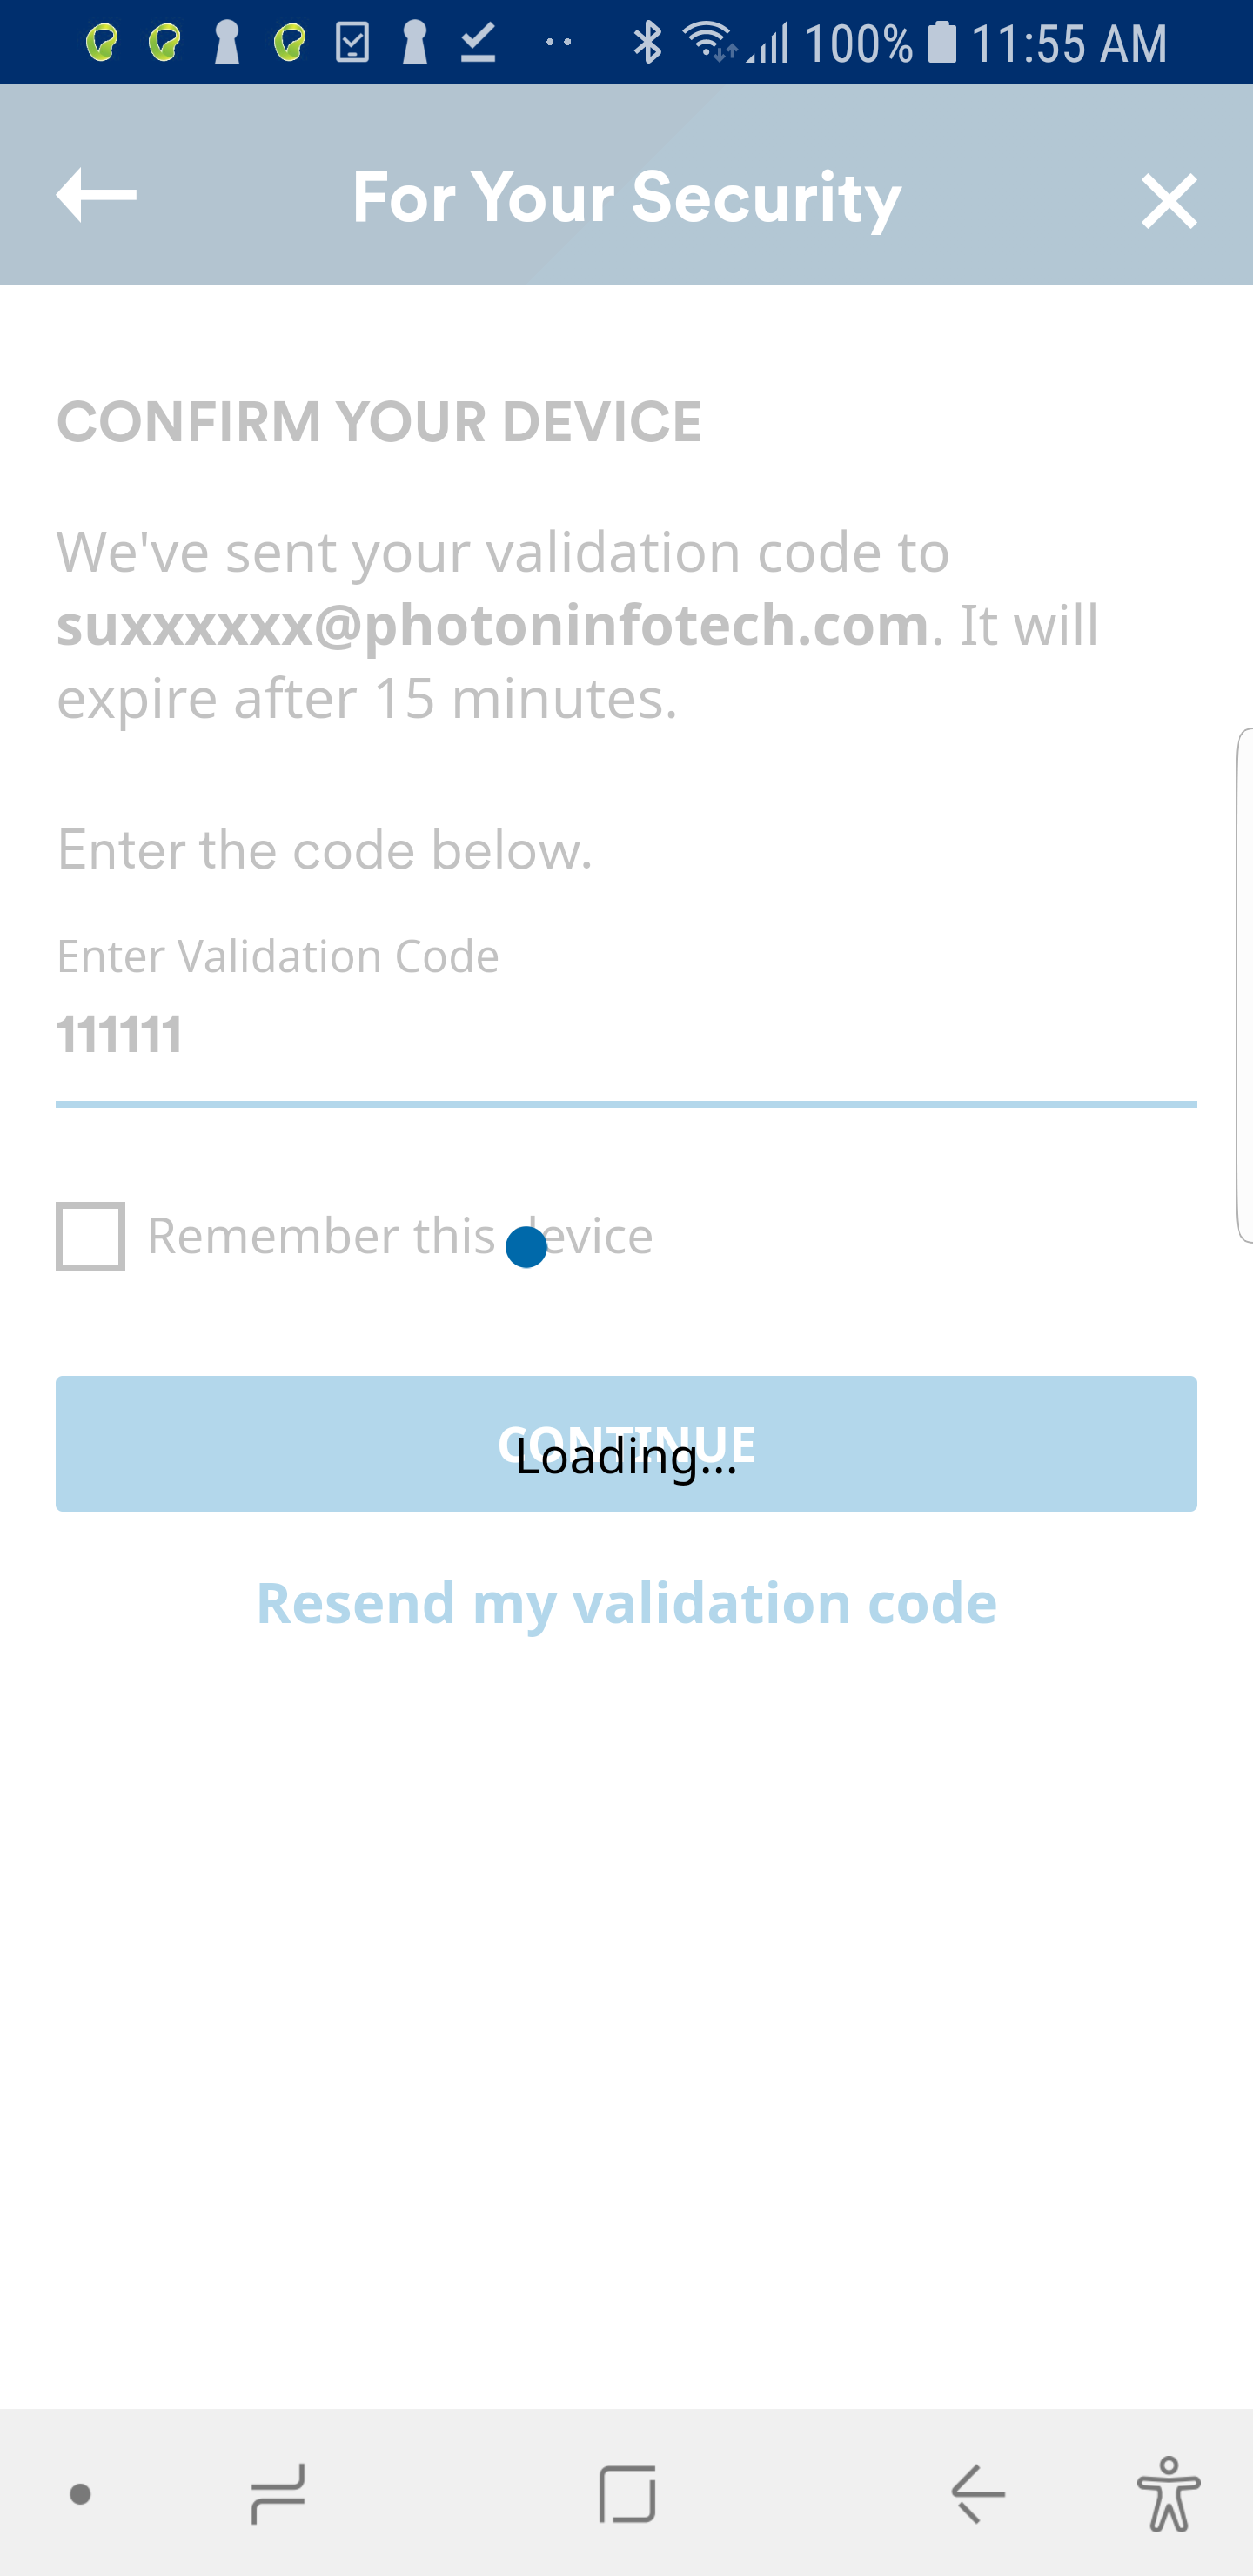 100% 11:55 AM
For Your Security
CONFIRM YOUR DEVICE
We've sent your validation code to
suxxxxxx@photoninfotech.com. It will
expire after 15 minutes.
Enter the code below.
Enter Validation Code
111111
Remember this device
CONTINUE
Loading...
Resend my validation code